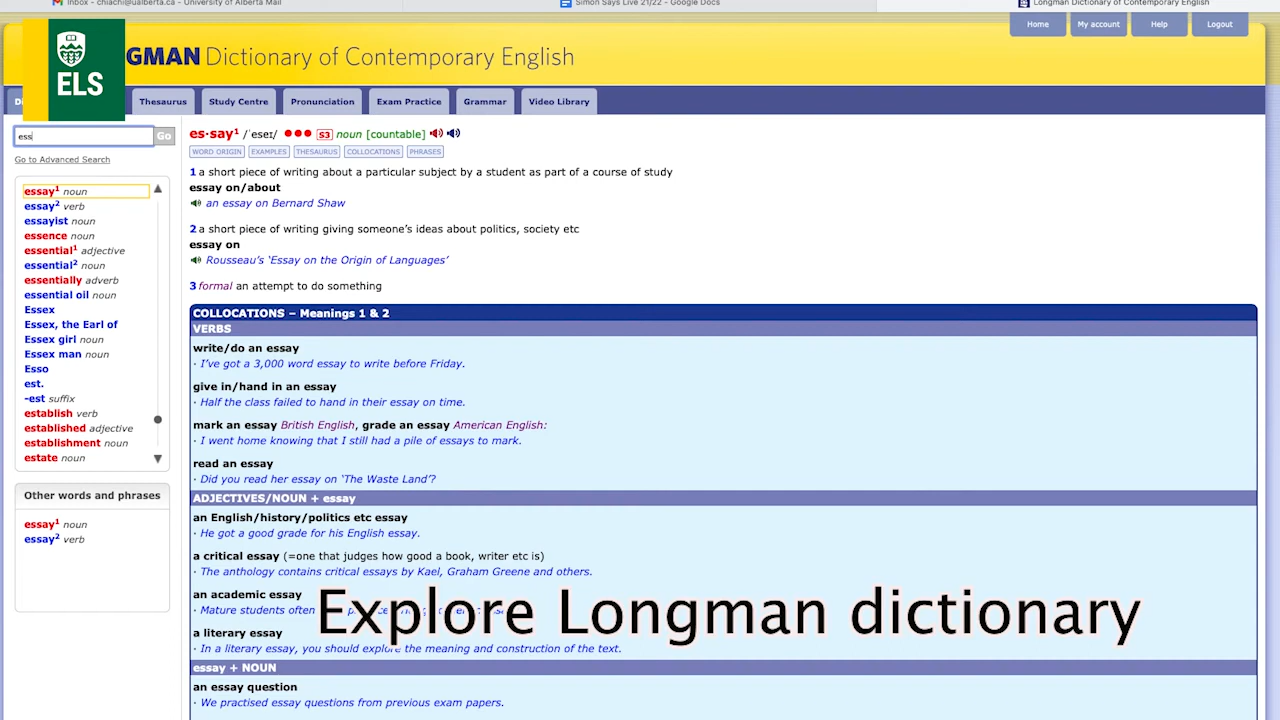 Inbox - chiachi@ualberta.ca - University of Alberta Mail
Simon Says Live 21/22 - Google Docs
Longman Dictionary of Contemporary English
Home
My account
Help
Logout
ELS
GMAN Dictionary of Contemporary English
Di
Thesaurus
Study Centre
Pronunciation
Exam Practice
Grammar
Video Library
ess
Go
Go to Advanced Search
essay1 noun
essay2 verb
essayist noun
essence noun
essential1 adjective
essential2 noun
essentially adverb
essential oil noun
Essex
Essex, the Earl of
Essex girl noun
Essex man noun
Esso
est.
-est suffix
establish verb
established adjective
establishment noun
estate noun
Other words and phrases
essay1 noun
essay2 verb
es·say1 /ˈeseɪ/ ●●● S3 noun [countable]
WORD ORIGIN
EXAMPLES
THESAURUS
COLLOCATIONS
PHRASES
1 a short piece of writing about a particular subject by a student as part of a course of study
essay on/about
an essay on Bernard Shaw
2 a short piece of writing giving someone's ideas about politics, society etc
essay on
Rousseau's ‘Essay on the Origin of Languages’
3 formal an attempt to do something
COLLOCATIONS – Meanings 1 & 2
VERBS
write/do an essay
· I've got a 3,000 word essay to write before Friday.
give in/hand in an essay
· Half the class failed to hand in their essay on time.
mark an essay British English, grade an essay American English:
· I went home knowing that I still had a pile of essays to mark.
read an essay
· Did you read her essay on ‘The Waste Land’?
ADJECTIVES/NOUN + essay
an English/history/politics etc essay
· He got a good grade for his English essay.
a critical essay (=one that judges how good a book, writer etc is)
· The anthology contains critical essays by Kael, Graham Greene and others.
an academic essay
· Mature students often
a literary essay
· In a literary essay, you should explore the meaning and construction of the text.
Explore Longman dictionary
essay + NOUN
an essay question
· We practised essay questions from previous exam papers.